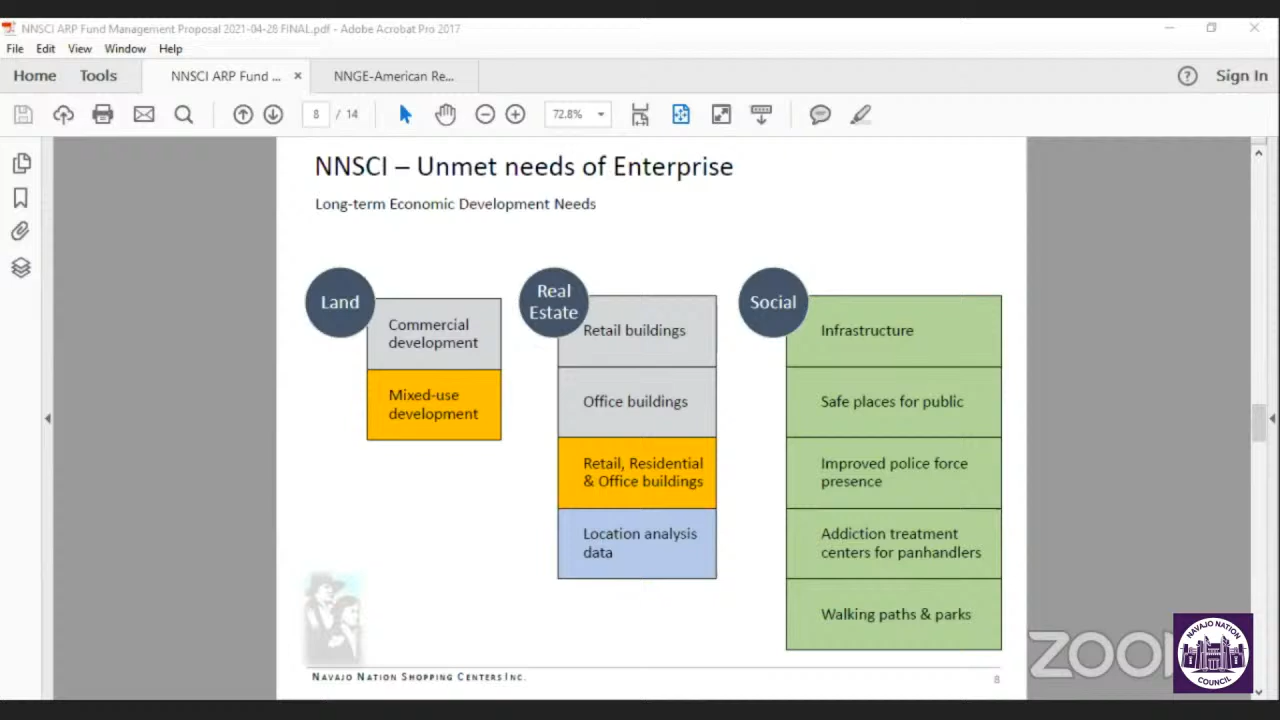 NNSCI ARP Fund Management Proposal 2021-04-28 FINAL.pdf - Adobe Acrobat Pro 2017
File Edit View Window Help
Home Tools NNSCI ARP Fund ... × NNGE-American Re... Sign In
8 / 14 72.8%
NNSCI – Unmet needs of Enterprise
Long-term Economic Development Needs
Land
Commercial
development
Mixed-use
development
Real
Estate
Retail buildings
Office buildings
Retail, Residential
& Office buildings
Location analysis
data
Social
Infrastructure
Safe places for public
Improved police force
presence
Addiction treatment
centers for panhandlers
Walking paths & parks
NAVAJO NATION SHOPPING CENTERS INC.
8
ZOO
NAVAJO NATION
COUNCIL